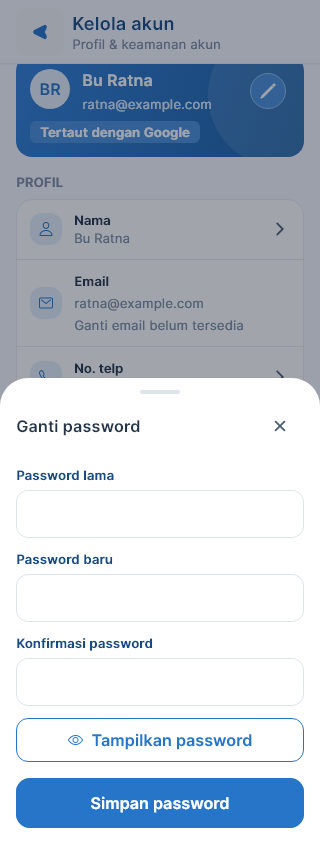 Kelola akun
Profil & keamanan akun
BR
Bu Ratna
ratna@example.com
Tertaut dengan Google
PROFIL
Nama
Bu Ratna
Email
ratna@example.com
Ganti email belum tersedia
No. telp
Ganti password
Password lama
Password baru
Konfirmasi password
Tampilkan password
Simpan password